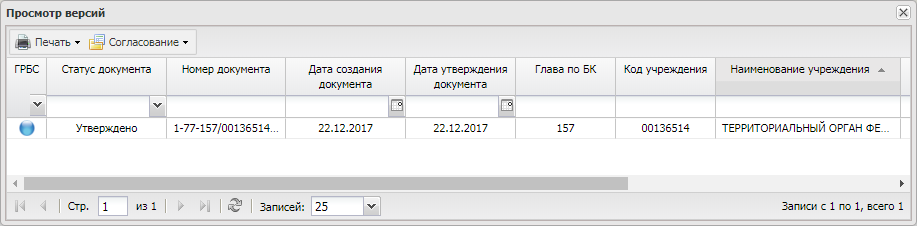 Просмотр версий
Печать Согласование
ГРБС Статус документа Номер документа Дата создания документа Дата утверждения документа Глава по БК Код учреждения Наименование учреждения
Утверждено 1-77-157/00136514... 22.12.2017 22.12.2017 157 00136514 ТЕРРИТОРИАЛЬНЫЙ ОРГАН ФЕ...
Стр. 1 из 1 Записей: 25 Записи с 1 по 1, всего 1